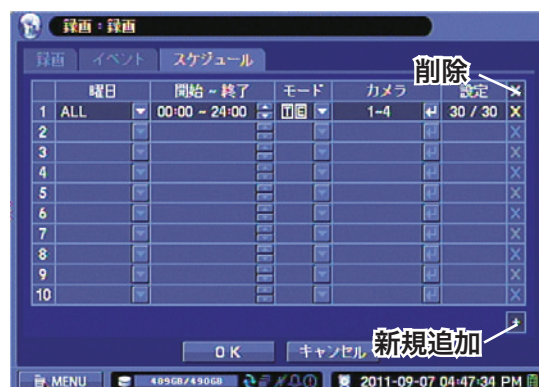 録画 : 録画
録画 イベント スケジュール
削除
曜日 開始 ~ 終了 モード カメラ 設定 X
1 ALL 00:00 ~ 24:00 T E 1~4 30 / 30 X
2 X
3 X
4 X
5 X
6 X
7 X
8 X
9 X
10 X
+
新規追加
OK キャンセル
MENU 489GB/490GB 2011-09-07 04:47:34 PM